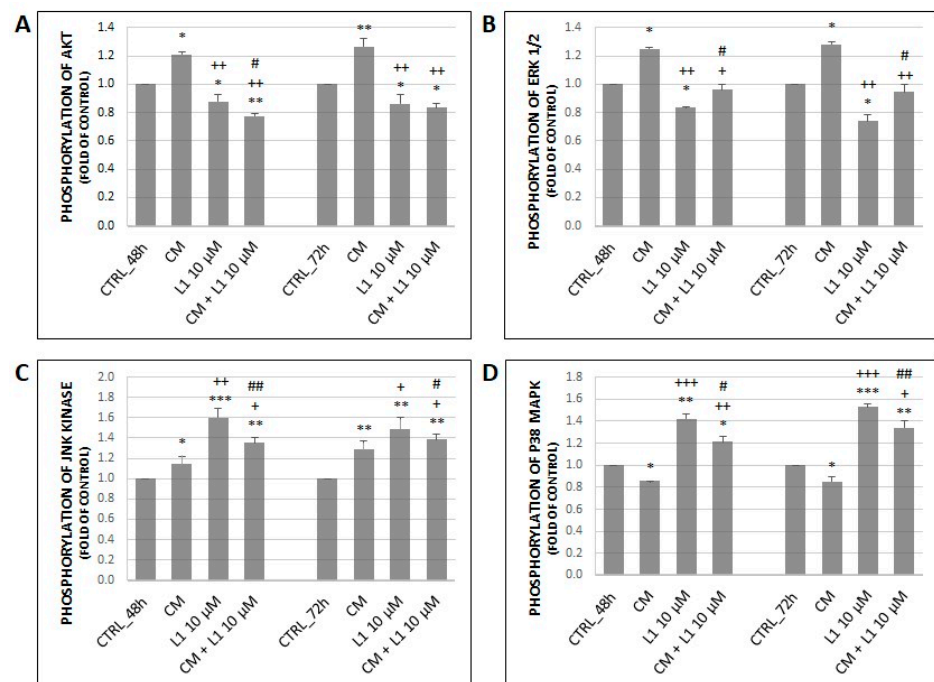 A
PHOSPHORYLATION OF AKT
(FOLD OF CONTROL)
1.4
1.2
1.0
0.8
0.6
0.4
0.2
0.0
*
++
*
#
++
**
**
++
*
++
*
CTRL_48h
CM
L1 10 µM
CM + L1 10 µM
CTRL_72h
CM
L1 10 µM
CM + L1 10 µM
B
PHOSPHORYLATION OF ERK 1/2
(FOLD OF CONTROL)
1.4
1.2
1.0
0.8
0.6
0.4
0.2
0.0
*
++
*
#
+
*
++
*
#
++
CTRL_48h
CM
L1 10 µM
CM + L1 10 µM
CTRL_72h
CM
L1 10 µM
CM + L1 10 µM
C
PHOSPHORYLATION OF JNK KINASE
(FOLD OF CONTROL)
2.0
1.8
1.6
1.4
1.2
1.0
0.8
0.6
0.4
0.2
0.0
*
++
***
##
+
**
**
+
**
#
+
**
CTRL_48h
CM
L1 10 µM
CM + L1 10 µM
CTRL_72h
CM
L1 10 µM
CM + L1 10 µM
D
PHOSPHORYLATION OF P38 MAPK
(FOLD OF CONTROL)
1.8
1.6
1.4
1.2
1.0
0.8
0.6
0.4
0.2
0.0
*
+++
**
#
++
*
*
+++
***
##
+
**
CTRL_48h
CM
L1 10 µM
CM + L1 10 µM
CTRL_72h
CM
L1 10 µM
CM + L1 10 µM